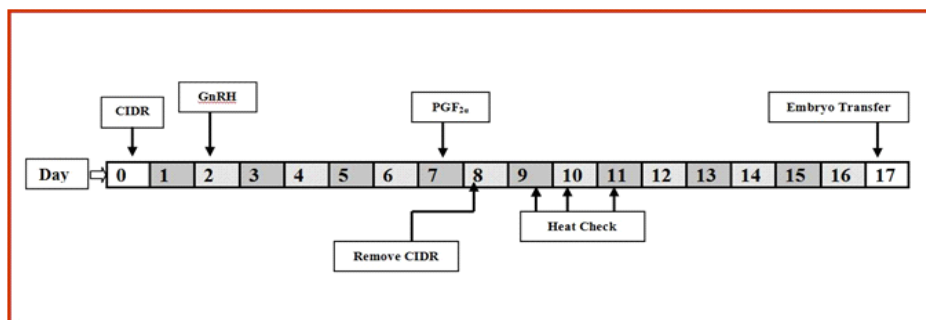 GnRH
CIDR
PGF₂ₐ
Embryo Transfer
Day
0 1 2 3 4 5 6 7 8 9 10 11 12 13 14 15 16 17
Heat Check
Remove CIDR